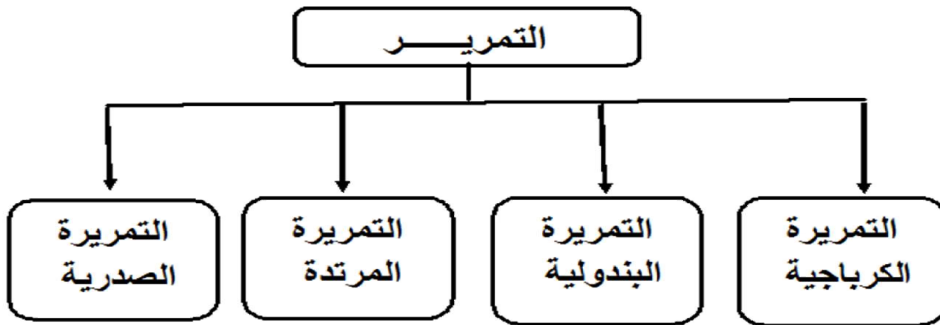 التمريـــــر
التمريرة
الكرباجية
التمريرة
البندولية
التمريرة
المرتدة
التمريرة
الصدرية